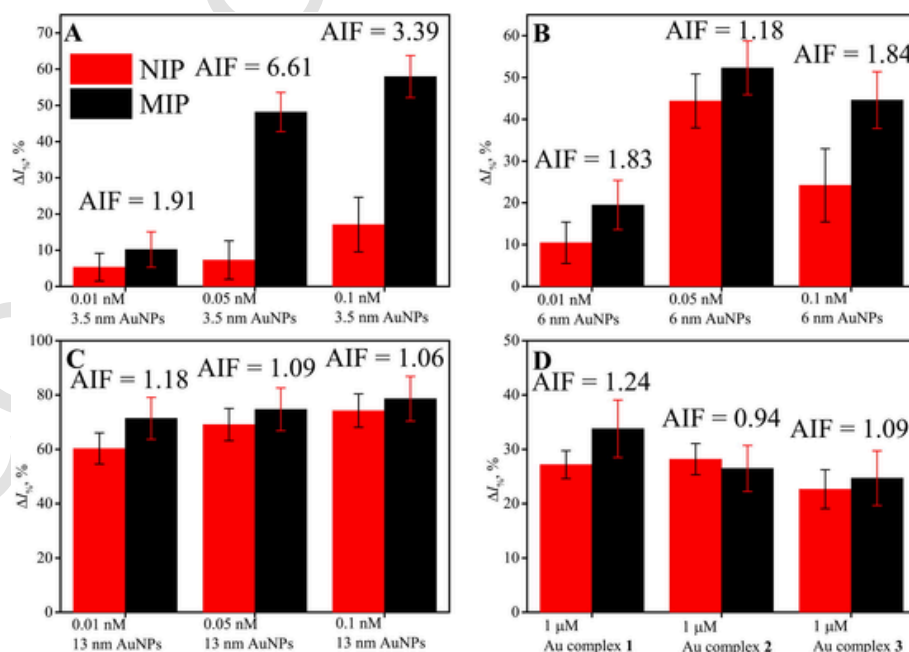 A
AIF = 3.39
AIF = 6.61
AIF = 1.91
NIP
MIP
70
60
50
40
30
20
10
0
ΔI%, %
0.01 nM
3.5 nm AuNPs
0.05 nM
3.5 nm AuNPs
0.1 nM
3.5 nm AuNPs
B
AIF = 1.18
AIF = 1.84
AIF = 1.83
60
50
40
30
20
10
0
ΔI%, %
0.01 nM
6 nm AuNPs
0.05 nM
6 nm AuNPs
0.1 nM
6 nm AuNPs
C
AIF = 1.18
AIF = 1.09
AIF = 1.06
100
80
60
40
20
0
ΔI%, %
0.01 nM
13 nm AuNPs
0.05 nM
13 nm AuNPs
0.1 nM
13 nm AuNPs
D
AIF = 1.24
AIF = 0.94
AIF = 1.09
50
40
30
20
10
0
ΔI%, %
1 μM
Au complex 1
1 μM
Au complex 2
1 μM
Au complex 3